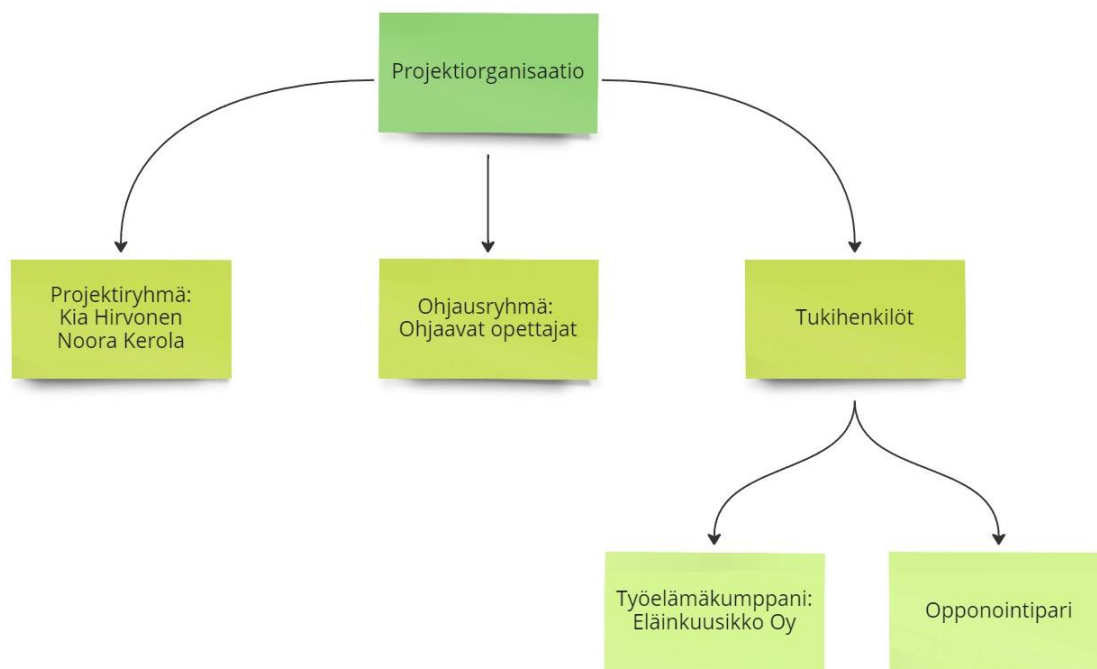 Projektiorganisaatio
Projektiryhmä:
Kia Hirvonen
Noora Kerola
Ohjausryhmä:
Ohjaavat opettajat
Tukihenkilöt
Työelämäkumppani:
Eläinkuusikko Oy
Opponointipari